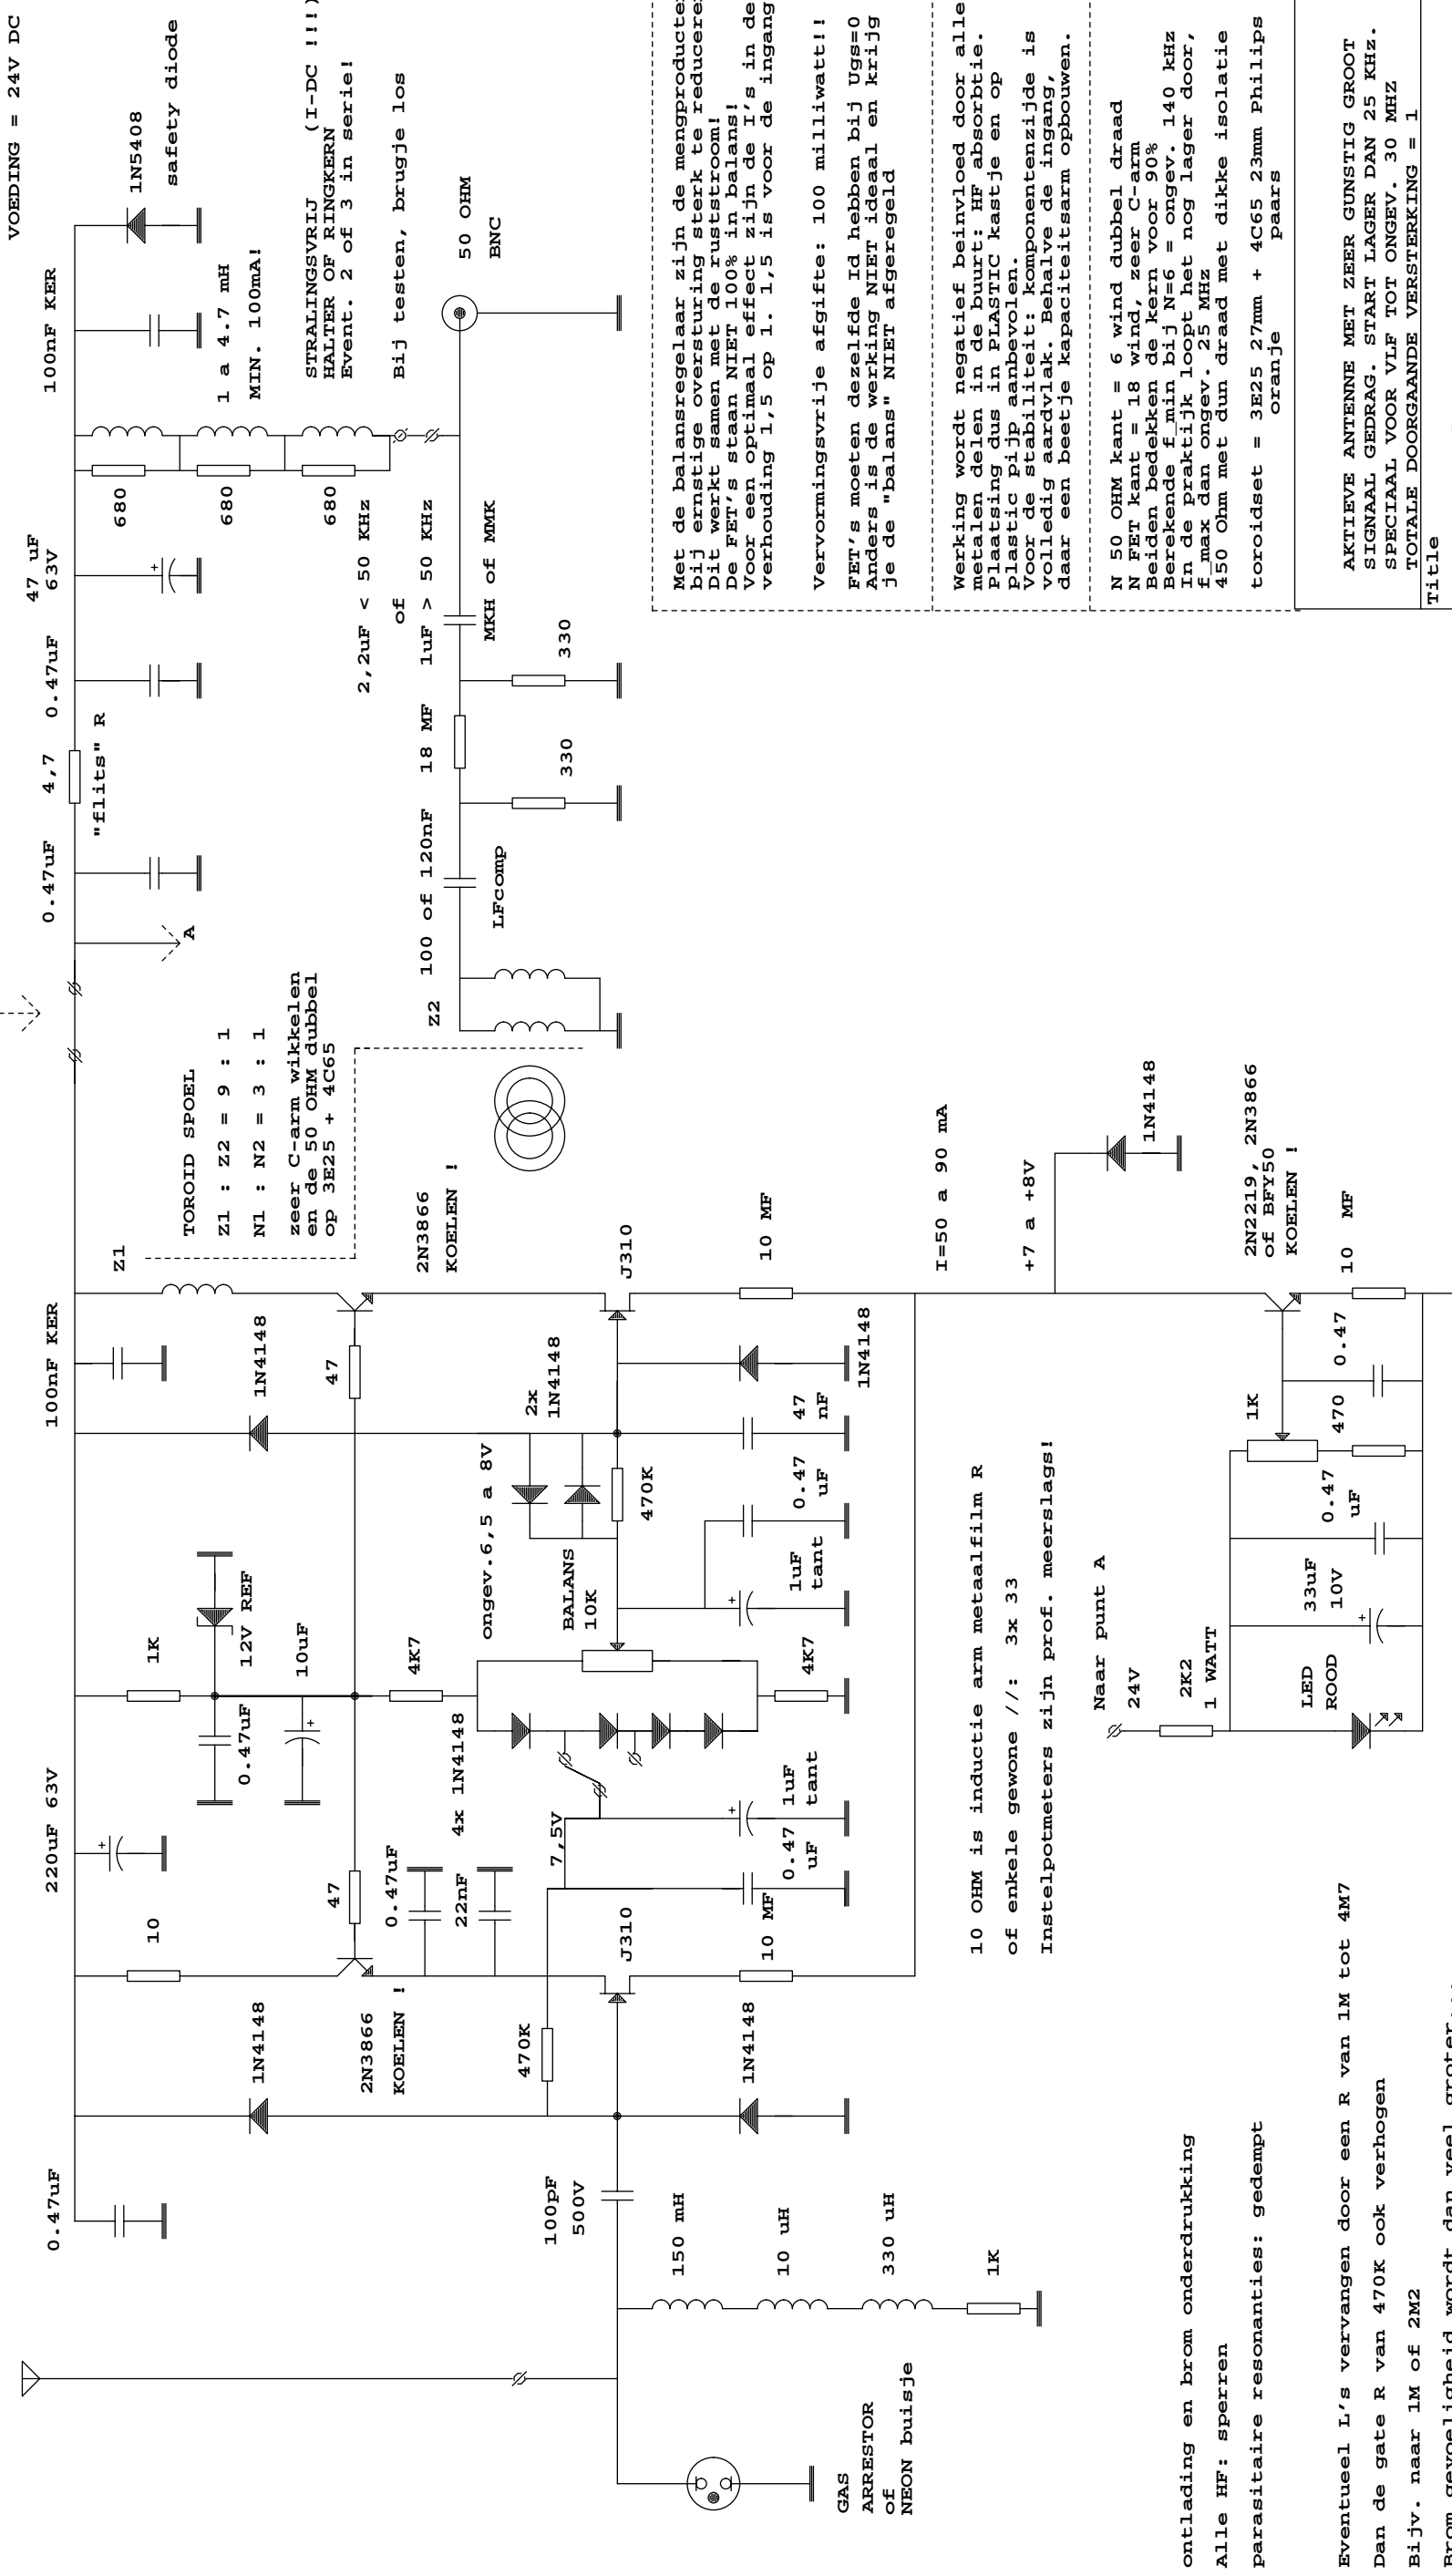 VOEDING = 24V DC
0.47uF
220uF 63V
100nF KER
0.47uF
4,7
"flits" R
0.47uF
47 uF
63V
100nF KER
1N5408
safety diode
10
1K
12V REF
10uF
0.47uF
1N4148
1N4148
Z1
TOROID SPOEL
Z1 : Z2 = 9 : 1
N1 : N2 = 3 : 1
zeer C-arm wikkelen
en de 50 OHM dubbel
op 3E25 + 4C65
A
680
680
680
1 a 4.7 mH
MIN. 100mA!
STRALINGSVRIJ (I-DC !!!)
HALTER OF RINGKERN
Event. 2 of 3 in serie!
Bij testen, brugje los
2,2uF < 50 KHz
of
1uF > 50 KHz
MKH of MMK
50 OHM
BNC
47
47
2N3866
KOELEN !
0.47uF
22nF
4x 1N4148
4K7
ongev.6,5 a 8V
2x
1N4148
2N3866
KOELEN !
Z2
100 of 120nF
LFcomp
18 MF
330
330
100pF
500V
470K
J310
7,5V
BALANS
10K
470K
J310
150 mH
10 uH
330 uH
1K
1N4148
10 MF
0.47
uF
1uF
tant
4K7
1uF
tant
0.47
uF
47
nF
1N4148
10 MF
GAS
ARRESTOR
of
NEON buisje
10 OHM is inductie arm metaalfilm R
of enkele gewone //: 3x 33
Instelpotmeters zijn prof. meerslags!
I=50 a 90 mA
+7 a +8V
1N4148
Naar punt A
24V
2K2
1 WATT
LED
ROOD
33uF
10V
0.47
uF
1K
470
0.47
2N2219, 2N3866
of BFY50
KOELEN !
10 MF
ontlading en brom onderdrukking
Alle HF: sperren
parasitaire resonanties: gedempt
Eventueel L's vervangen door een R van 1M tot 4M7
Dan de gate R van 470K ook verhogen
Bijv. naar 1M of 2M2
Brom gevoeligheid wordt dan veel groter
Met de balansregelaar zijn de mengproducten
bij ernstige oversturing sterk te reduceren
Dit werkt samen met de ruststroom!
De FET's staan NIET 100% in balans!
Voor een optimaal effect zijn de I's in de
verhouding 1,5 op 1. 1,5 is voor de ingang
Vervormingsvrije afgifte: 100 milliwatt!!
FET's moeten dezelfde Id hebben bij Ugs=0
Anders is de werking NIET ideaal en krijg
je de "balans" NIET afgeregeld
Werking wordt negatief beinvloed door alle
metalen delen in de buurt: HF absorbtie.
Plaatsing dus in PLASTIC kastje en op
plastic pijp aanbevolen.
Voor de stabiliteit: komponentenzijde is
volledig aardvlak. Behalve de ingang,
daar een beetje kapaciteitsarm opbouwen.
N 50 OHM kant = 6 wind dubbel draad
N FET kant = 18 wind, zeer C-arm
Beiden bedekken de kern voor 90%
Berekende f_min bij N=6 = ongev. 140 kHz
In de praktijk loopt het nog lager door,
f_max dan ongev. 25 MHz
450 Ohm met dun draad met dikke isolatie
toroidset = 3E25 27mm + 4C65 23mm Philips
oranje paars
AKTIEVE ANTENNE MET ZEER GUNSTIG GROOT
SIGNAAL GEDRAG. START LAGER DAN 25 KHz.
SPECIAAL VOOR VLF TOT ONGEV. 30 MHZ
TOTALE DOORGAANDE VERSTERKING = 1
Title